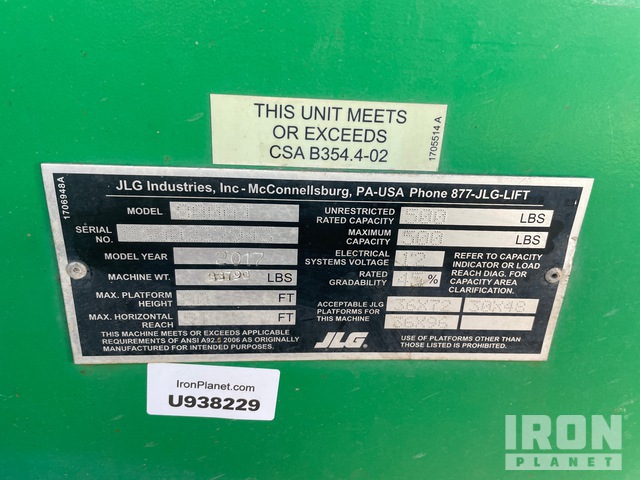 THIS UNIT MEETS
OR EXCEEDS
CSA B354.4-02
1705514 A
1706948A
JLG Industries, Inc - McConnellsburg, PA-USA Phone 877-JLG-LIFT
MODEL
SERIAL NO.
MODEL YEAR 2017
MACHINE WT. LBS
MAX. PLATFORM HEIGHT FT
MAX. HORIZONTAL REACH FT
THIS MACHINE MEETS OR EXCEEDS APPLICABLE
REQUIREMENTS OF ANSI A92.5 2006 AS ORIGINALLY
MANUFACTURED FOR INTENDED PURPOSES.
UNRESTRICTED RATED CAPACITY 500 LBS
MAXIMUM CAPACITY 500 LBS
ELECTRICAL SYSTEMS VOLTAGE 12
RATED GRADABILITY 45 %
REFER TO CAPACITY
INDICATOR OR LOAD
REACH DIAG. FOR
CAPACITY AREA
CLARIFICATION.
ACCEPTABLE JLG PLATFORMS FOR THIS MACHINE 36X72
36X96
JLG.
USE OF PLATFORMS OTHER THAN
THOSE LISTED IS PROHIBITED.
IronPlanet.com
U938229
IRON
PLANET